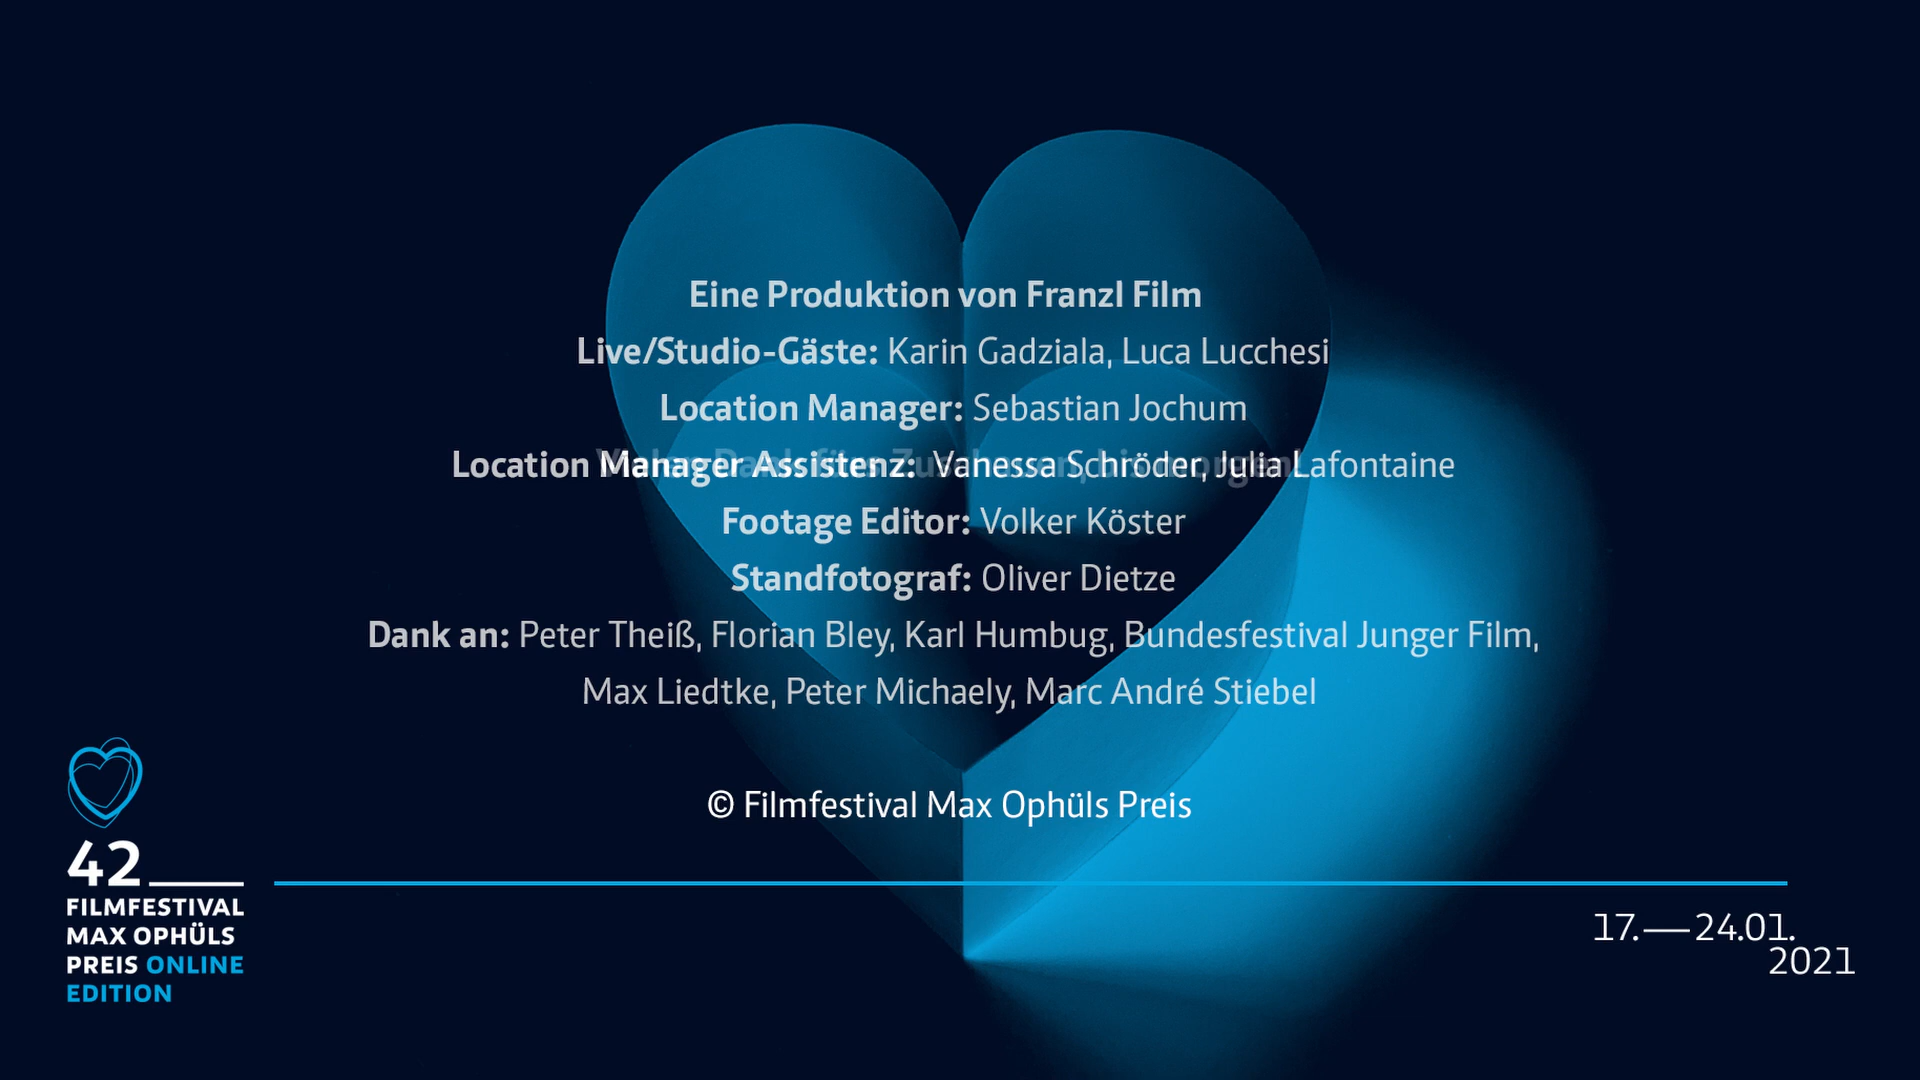 Eine Produktion von Franzl Film
Live/Studio-Gäste: Karin Gadziala, Luca Lucchesi
Location Manager: Sebastian Jochum
Location Manager Assistenz: Vanessa Schröder, Julia Lafontaine
Footage Editor: Volker Köster
Standfotograf: Oliver Dietze
Dank an: Peter Theiß, Florian Bley, Karl Humbug, Bundesfestival Junger Film,
Max Liedtke, Peter Michaely, Marc André Stiebel
© Filmfestival Max Ophüls Preis
42
FILMFESTIVAL
MAX OPHÜLS
PREIS ONLINE
EDITION
17.—24.01.
2021